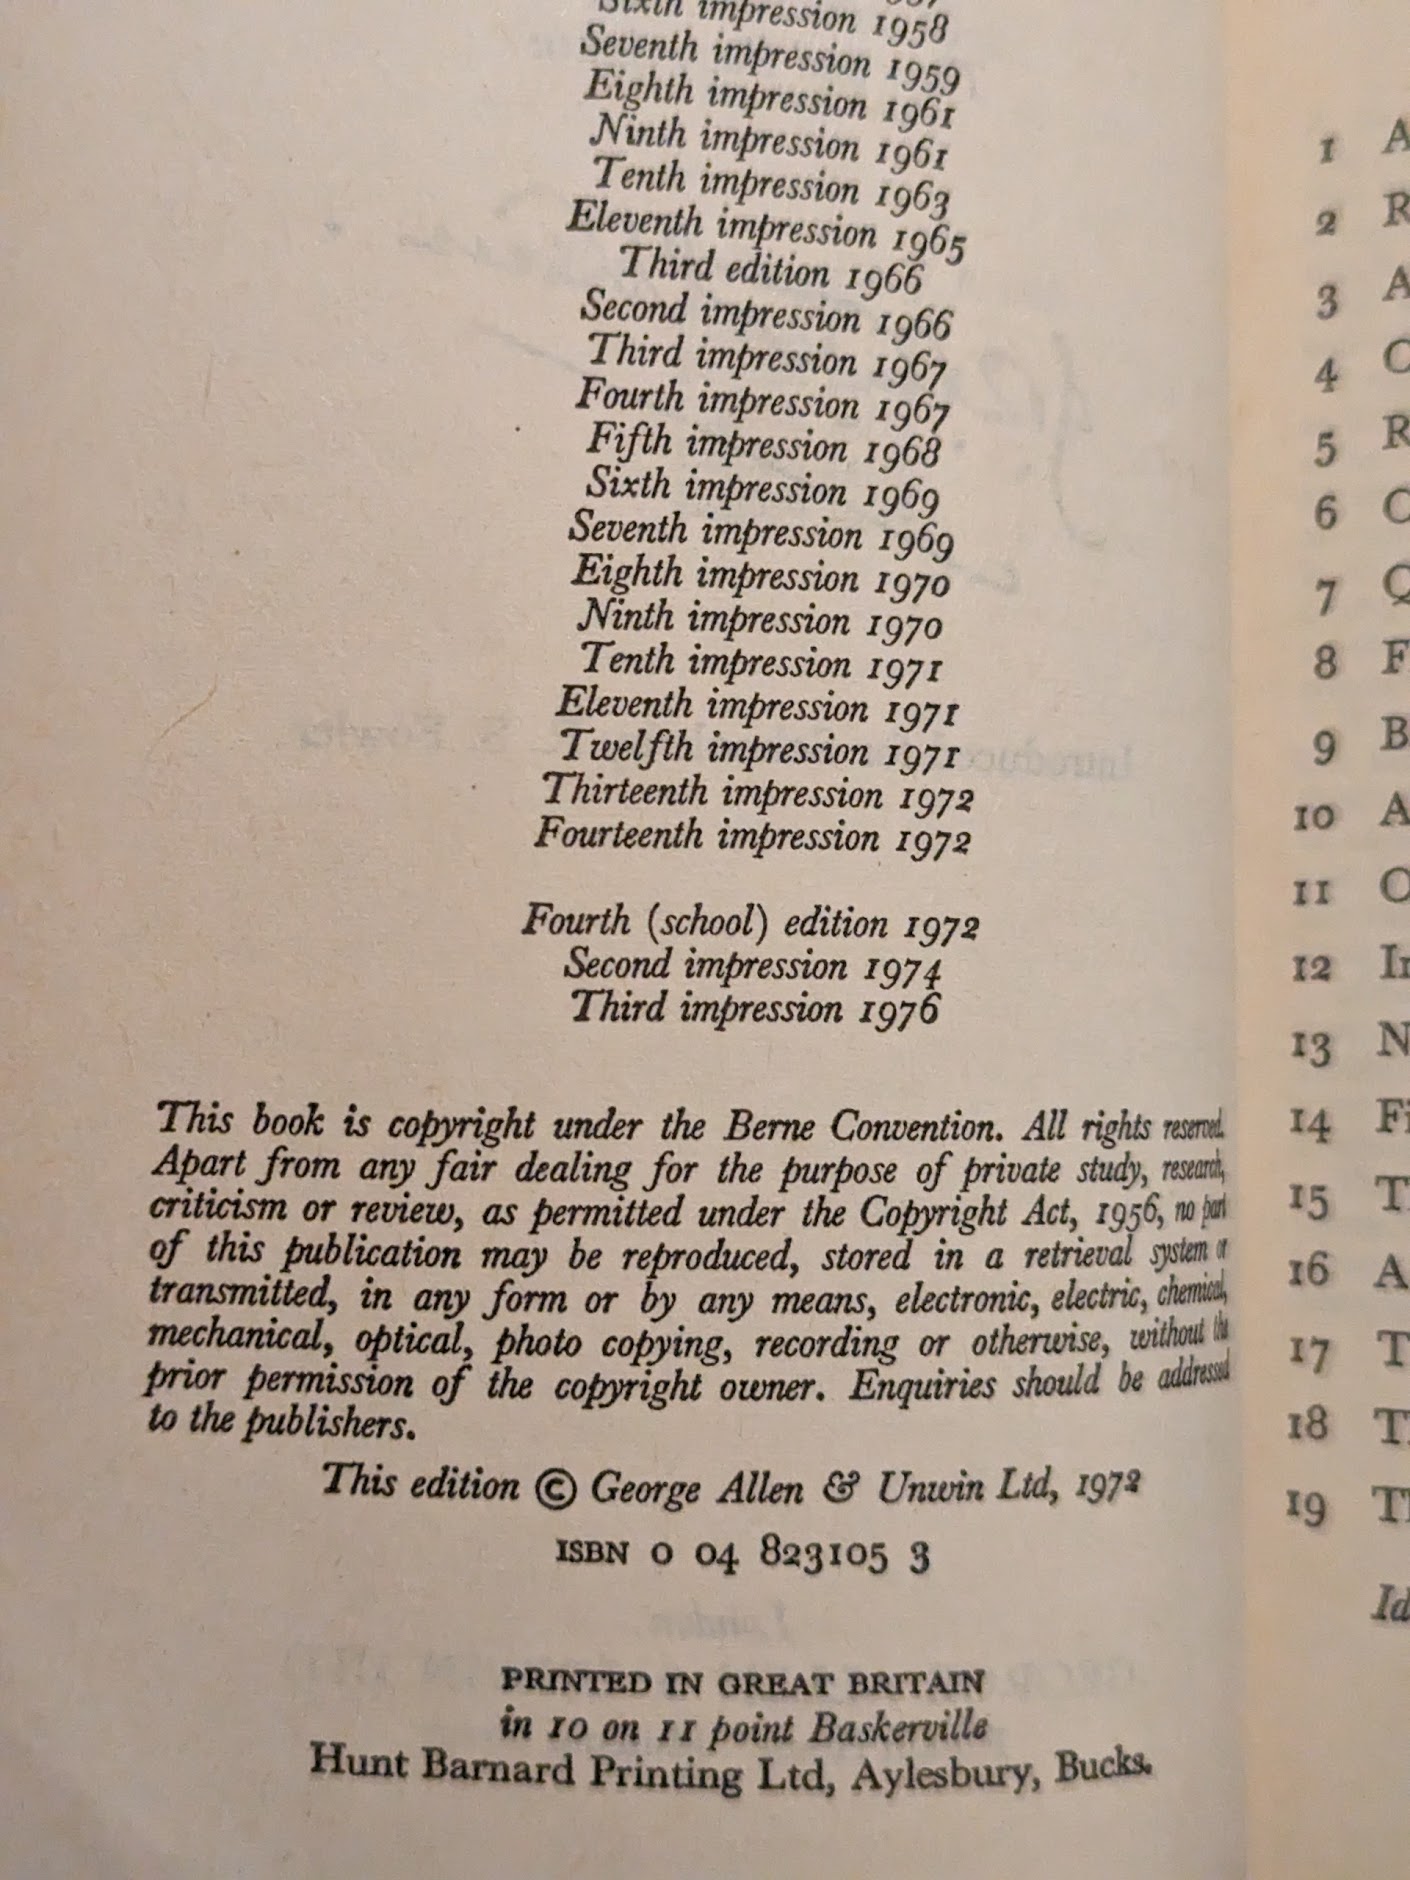 Sixth impression 1958
Seventh impression 1959
Eighth impression 1961
Ninth impression 1961
Tenth impression 1963
Eleventh impression 1965
Third edition 1966
Second impression 1966
Third impression 1967
Fourth impression 1967
Fifth impression 1968
Sixth impression 1969
Seventh impression 1969
Eighth impression 1970
Ninth impression 1970
Tenth impression 1971
Eleventh impression 1971
Twelfth impression 1971
Thirteenth impression 1972
Fourteenth impression 1972
Fourth (school) edition 1972
Second impression 1974
Third impression 1976
This book is copyright under the Berne Convention. All rights reserved.
Apart from any fair dealing for the purpose of private study, research,
criticism or review, as permitted under the Copyright Act, 1956, no part
of this publication may be reproduced, stored in a retrieval system or
transmitted, in any form or by any means, electronic, electric, chemical,
mechanical, optical, photo copying, recording or otherwise, without the
prior permission of the copyright owner. Enquiries should be addressed
to the publishers.
This edition © George Allen & Unwin Ltd, 1972
ISBN 0 04 823105 3
PRINTED IN GREAT BRITAIN
in 10 on 11 point Baskerville
Hunt Barnard Printing Ltd, Aylesbury, Bucks.
1 A
2 R
3 A
4
5 R
6
7 Q
8 F
9 B
10 A
11
12 In
13 N
14 Fi
15 T
16 A
17 T
18
19
Id